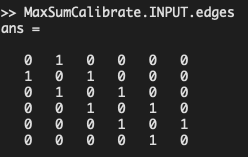 >> MaxSumCalibrate.INPUT.edges
ans =
0 1 0 0 0 0
1 0 1 0 0 0
0 1 0 1 0 0
0 0 1 0 1 0
0 0 0 1 0 1
0 0 0 0 1 0